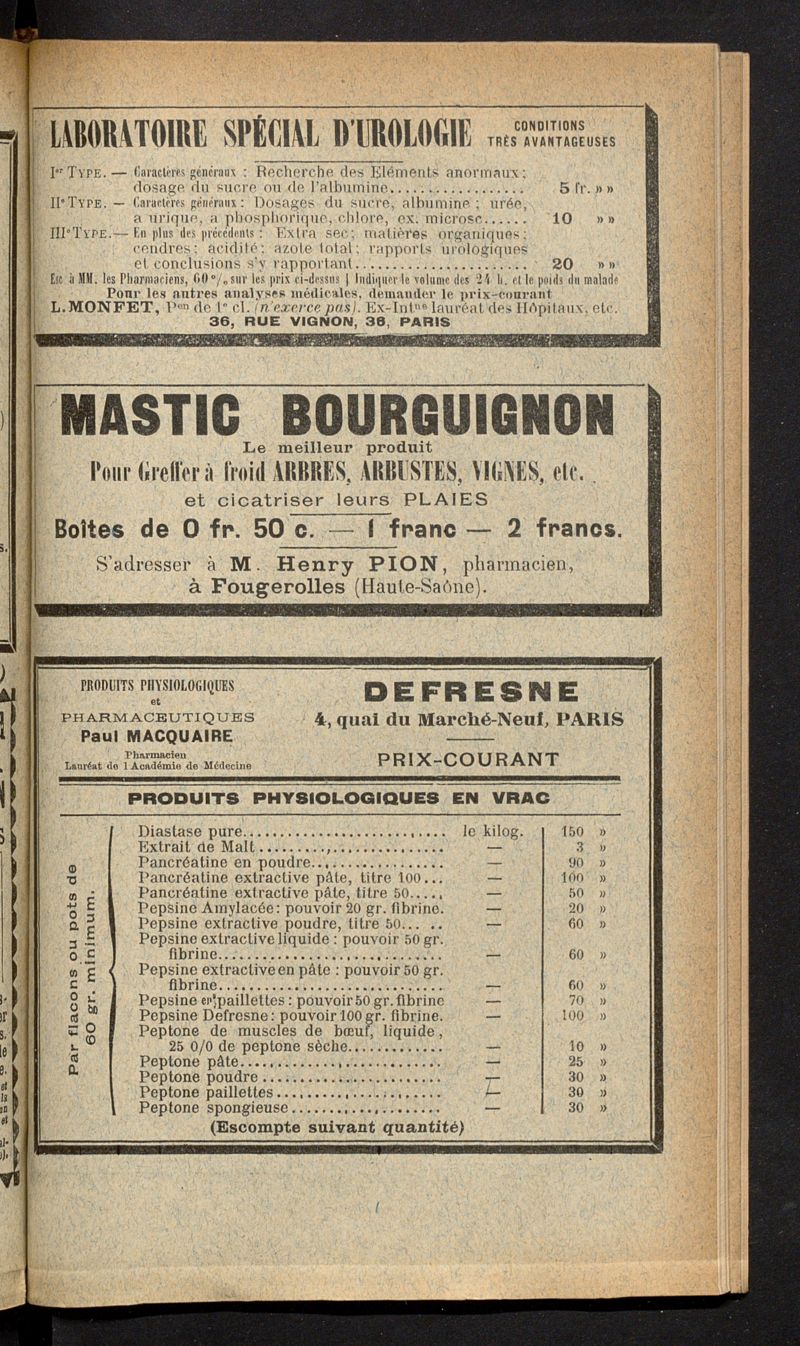 LABORATOIRE SPÉCIAL D'UROLOGIE CONDITIONS TRÈS AVANTAGEUSES
Ier TYPE. — Caractères généraux : Recherche des Eléments anormaux;
dosage du sucre ou de l'albumine.................. 5 fr. »»
IIe TYPE. — Caractères généraux : Dosages du sucre, albumine ; urée,
a urique, a phosphorique, chlore, ex. microsc...... 10 »»
IIIe TYPE. — En plus des précédents : Extra sec; matières organiques;
cendres; acidité; azote total; rapports urologiques
et conclusions s'y rapportant....................... 20 »»
Esc à MM. les Pharmaciens, 60 %, sur les prix ci-dessus | Indiquer le volume des 24 h. et le poids du malade
Pour les autres analyses médicales, demander le prix-courant
L. MONFET, Pen de 1e cl. (n'exerce pas). Ex-Intne lauréat des Hôpitaux, etc.
36, RUE VIGNON, 36, PARIS
MASTIC BOURGUIGNON
Le meilleur produit
Pour Greffer à froid ARBRES, ARBUSTES, VIGNES, etc.
et cicatriser leurs PLAIES
Boîtes de 0 fr. 50 c. — 1 franc — 2 francs.
S'adresser à M. Henry PION, pharmacien,
à Fougerolles (Haute-Saône).
PRODUITS PHYSIOLOGIQUES
et
PHARMACEUTIQUES
Paul MACQUAIRE
Pharmacien
Lauréat de l Académie de Médecine
DEFRESNE
4, quai du Marché-Neuf, PARIS
PRIX-COURANT
PRODUITS PHYSIOLOGIQUES EN VRAC
Par flacons ou pots de
60 gr. minimum.
Diastase pure.......................... le kilog. 150 »
Extrait de Malt........................ — 3 »
Pancréatine en poudre.................. — 90 »
Pancréatine extractive pâte, titre 100... — 100 »
Pancréatine extractive pâte, titre 50..... — 50 »
Pepsine Amylacée: pouvoir 20 gr. fibrine. — 20 »
Pepsine extractive poudre, titre 50..... .. — 60 »
Pepsine extractive liquide : pouvoir 50 gr.
fibrine............................. — 60 »
Pepsine extractive en pâte : pouvoir 50 gr.
fibrine............................. — 60 »
Pepsine en paillettes : pouvoir 50 gr. fibrine — 70 »
Pepsine Defresne : pouvoir 100 gr. fibrine. — 100 »
Peptone de muscles de bœuf, liquide,
25 0/0 de peptone sèche............. — 10 »
Peptone pâte........................... — 25 »
Peptone poudre........................ — 30 »
Peptone paillettes...................... — 30 »
Peptone spongieuse.................... — 30 »
(Escompte suivant quantité)